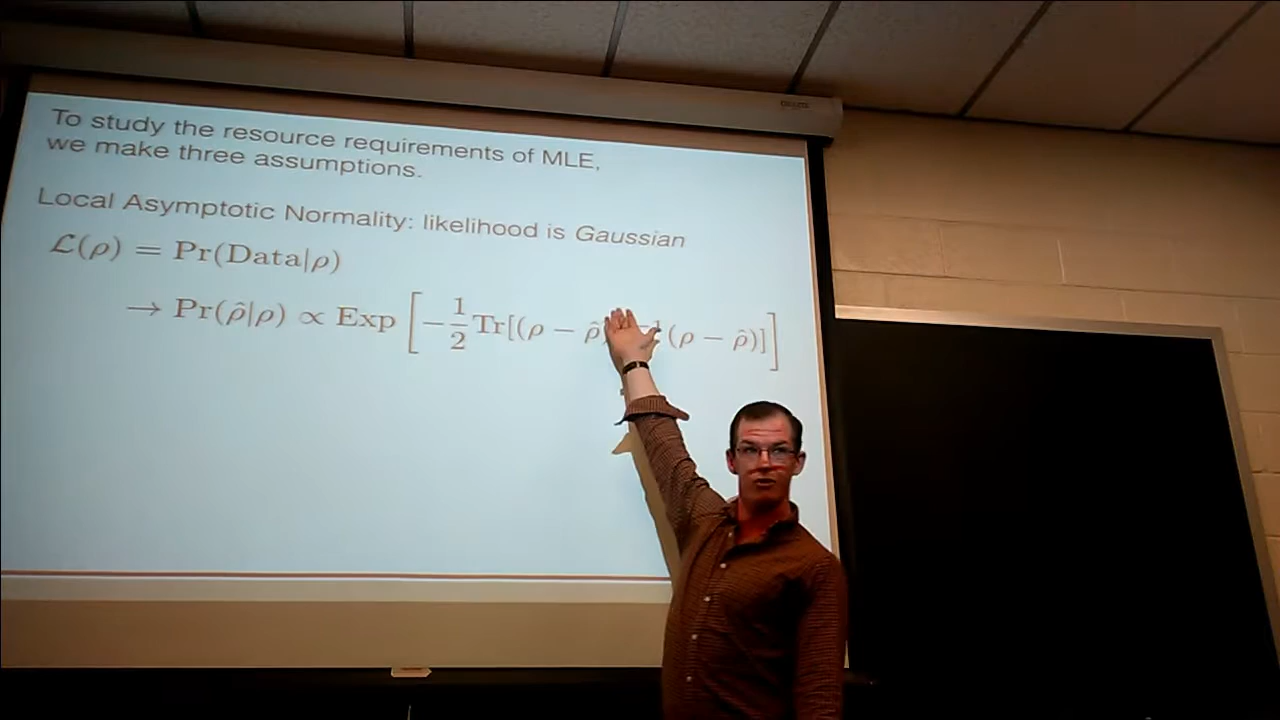 To study the resource requirements of MLE,
we make three assumptions.
Local Asymptotic Normality: likelihood is Gaussian
ℒ(ρ) = Pr(Data|ρ)
→ Pr(ρ̂|ρ) ∝ Exp [−1/2 Tr[(ρ − ρ̂) −1 (ρ − ρ̂)]]